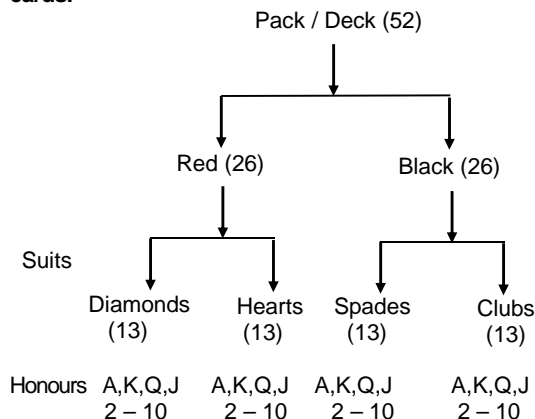 Pack / Deck (52)
Red (26) Black (26)
Suits
Diamonds Hearts Spades Clubs
(13) (13) (13) (13)
Honours A,K,Q,J A,K,Q,J A,K,Q,J A,K,Q,J
2 – 10 2 – 10 2 – 10 2 – 10